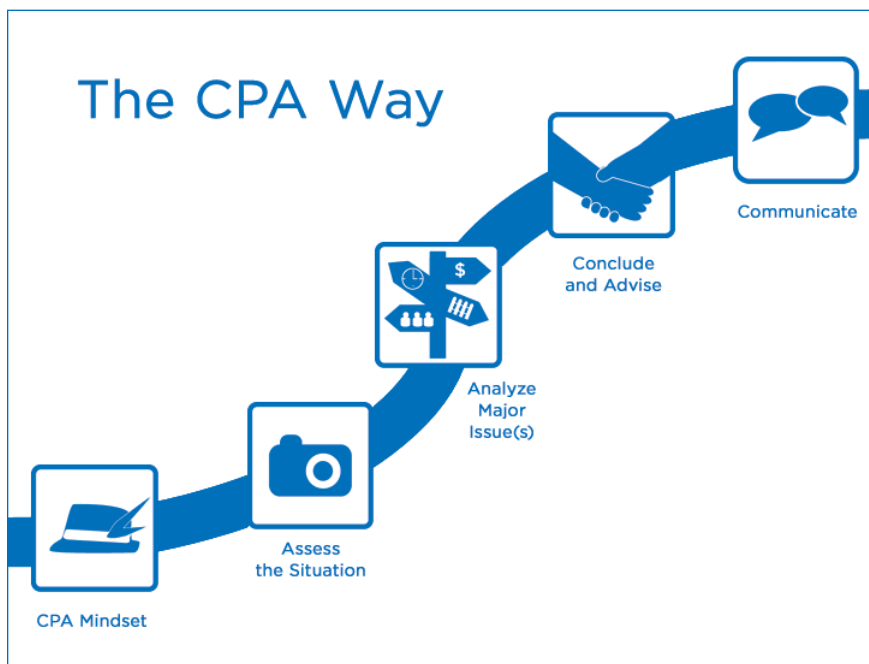 The CPA Way
Communicate
Conclude
and Advise
$
Analyze
Major
Issue(s)
Assess
the Situation
CPA Mindset